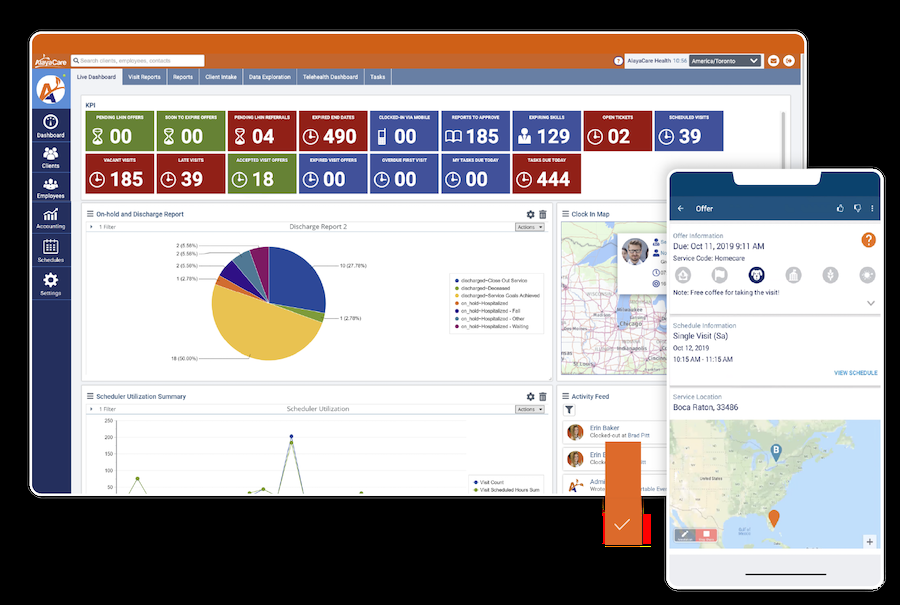 AlayaCare
Search clients, employees, contacts
AlayaCare Health 10:56
America/Toronto
Live Dashboard
Visit Reports
Reports
Client Intake
Data Exploration
Telehealth Dashboard
Tasks
Dashboard
Clients
Employees
Accounting
Schedules
Settings
KPI
PENDING LHIN OFFERS
00
SOON TO EXPIRE OFFERS
00
PENDING LHIN REFERRALS
04
EXPIRED END DATES
490
CLOCKED-IN VIA MOBILE
00
REPORTS TO APPROVE
185
EXPIRING SKILLS
129
OPEN TICKETS
02
SCHEDULED VISITS
39
VACANT VISITS
185
LATE VISITS
39
ACCEPTED VISIT OFFERS
18
EXPIRED VISIT OFFERS
00
OVERDUE FIRST VISIT
00
MY TASKS DUE TODAY
00
TASKS DUE TODAY
444
On-hold and Discharge Report
1 Filter
Discharge Report 2
Actions
2 (5.56%)
2 (5.56%)
2 (5.56%)
1 (2.78%)
10 (27.78%)
1 (2.78%)
18 (50.00%)
discharged-Close-Out Service
discharged-Deceased
discharged-Service Goals Achieved
on_hold-Hospitalized
on_hold-Hospitalized - Fall
on_hold-Hospitalized - Other
on_hold-Hospitalized - Waiting
Clock In Map
Milwaukee
Chicago
Indianapolis
Scheduler Utilization Summary
1 Filter
Scheduler Utilization
Actions
250
200
150
100
50
Visit Count
Visit Scheduled Hours Sum
Activity Feed
Erin Baker
Clocked out at Brad Pitt
Offer
Offer Information
Due: Oct 11, 2019 9:11 AM
Service Code: Homecare
Note: Free coffee for taking the visit!
Schedule Information
Single Visit (Sa)
Oct 12, 2019
10:15 AM - 11:15 AM
VIEW SCHEDULE
Service Location
Boca Raton, 33486
B
United States